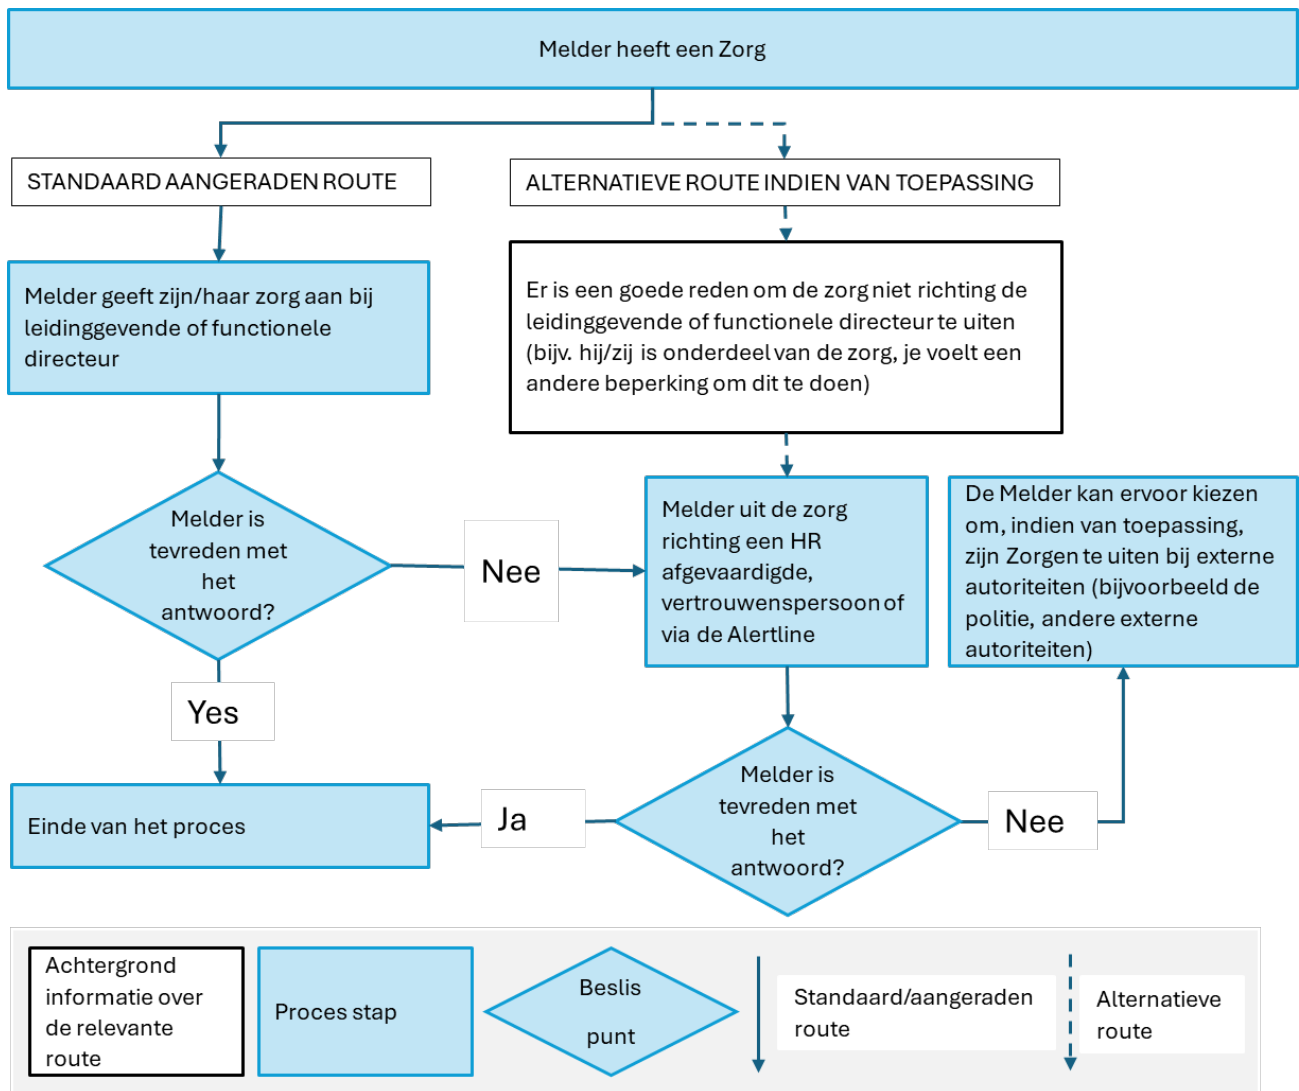 Melder heeft een Zorg
STANDAARD AANGERADEN ROUTE
ALTERNATIEVE ROUTE INDIEN VAN TOEPASSING
Melder geeft zijn/haar zorg aan bij
leidinggevende of functionele
directeur
Er is een goede reden om de zorg niet richting de
leidinggevende of functionele directeur te uiten
(bijv. hij/zij is onderdeel van de zorg, je voelt een
andere beperking om dit te doen)
Melder is
tevreden met
het
antwoord?
Nee
Melder uit de zorg
richting een HR
afgevaardigde,
vertrouwenspersoon of
via de Alertline
De Melder kan ervoor kiezen
om, indien van toepassing,
zijn Zorgen te uiten bij externe
autoriteiten (bijvoorbeeld de
politie, andere externe
autoriteiten)
Yes
Einde van het proces
Ja
Melder is
tevreden met
het
antwoord?
Nee
Achtergrond
informatie over
de relevante
route
Proces stap
Beslis
punt
Standaard/aangeraden
route
Alternatieve
route